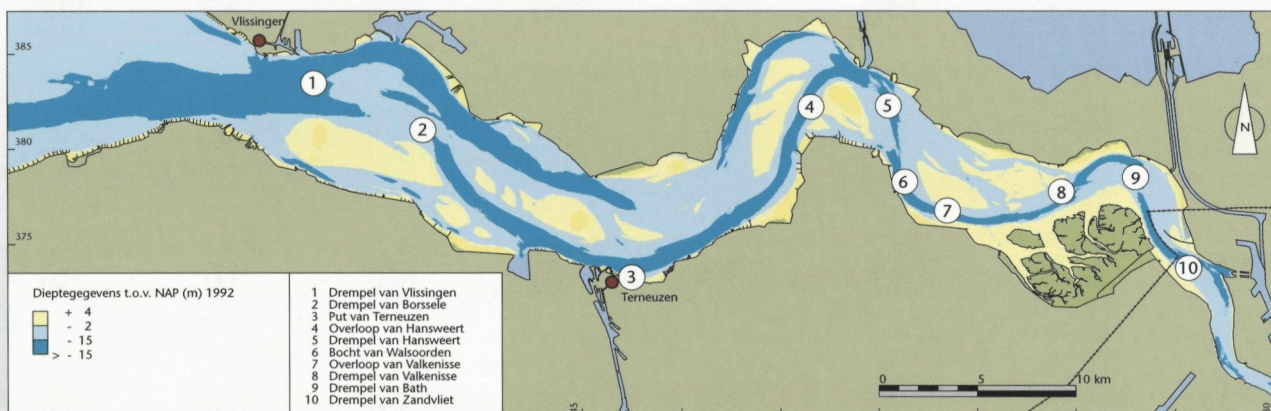 Vlissingen
385
380
375
1
2
3
4
5
6
7
8
9
10
N
Terneuzen
Dieptegegevens t.o.v. NAP (m) 1992
+ 4
- 2
- 15
> - 15
1 Drempel van Vlissingen
2 Drempel van Borssele
3 Put van Terneuzen
4 Overloop van Hansweert
5 Drempel van Hansweert
6 Bocht van Walsoorden
7 Overloop van Valkenisse
8 Drempel van Valkenisse
9 Drempel van Bath
10 Drempel van Zandvliet
0 5 10 km